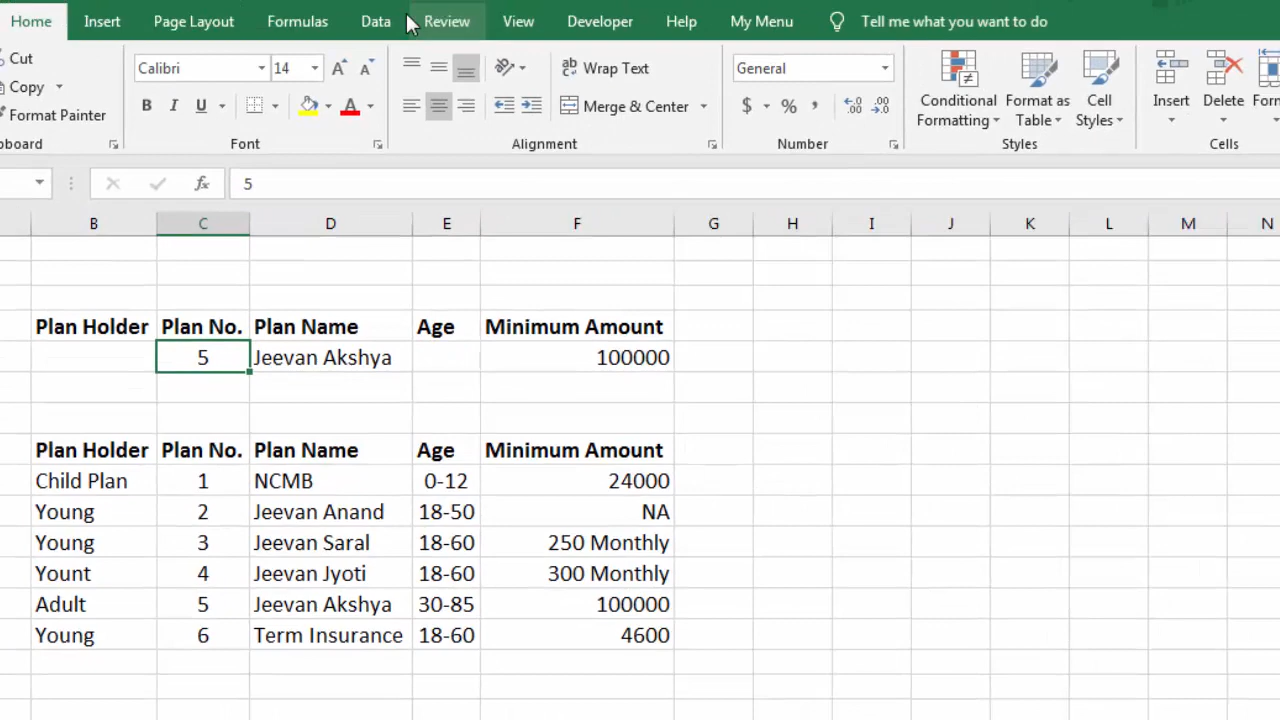 Home Insert Page Layout Formulas Data Review View Developer Help My Menu Tell me what you want to do
Cut
Copy
Format Painter
Calibri 14 A A
B I U A
ab Wrap Text
Merge & Center
General
$ % , .00 .00
Conditional Formatting
Format as Table
Cell Styles
Insert Delete Form
board Font Alignment Number Styles Cells
fx 5
B C D E F G H I J K L M N
Plan Holder Plan No. Plan Name Age Minimum Amount
5 Jeevan Akshya 100000
Plan Holder Plan No. Plan Name Age Minimum Amount
Child Plan 1 NCMB 0-12 24000
Young 2 Jeevan Anand 18-50 NA
Young 3 Jeevan Saral 18-60 250 Monthly
Yount 4 Jeevan Jyoti 18-60 300 Monthly
Adult 5 Jeevan Akshya 30-85 100000
Young 6 Term Insurance 18-60 4600